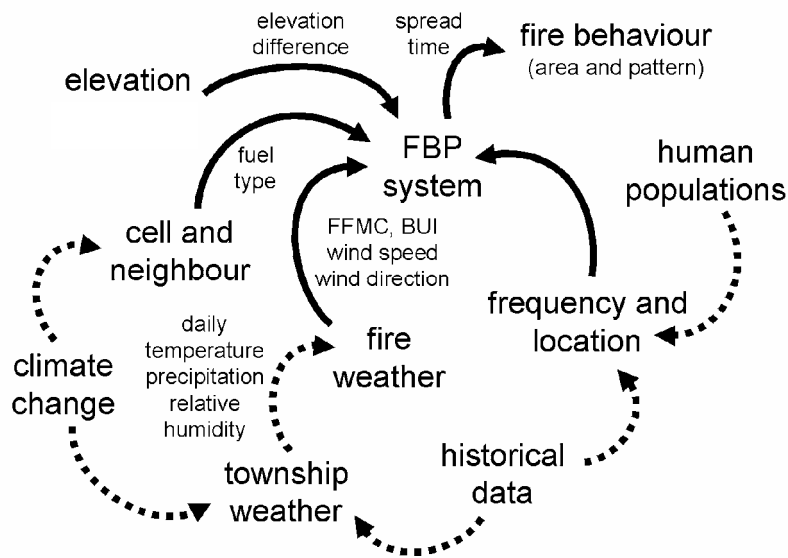 elevation
difference
spread
time
fire behaviour
(area and pattern)
elevation
FBP
system
fuel
type
human
populations
cell and
neighbour
FFMC, BUI
wind speed
wind direction
frequency and
location
daily
temperature
precipitation
relative
humidity
fire
weather
climate
change
township
weather
historical
data